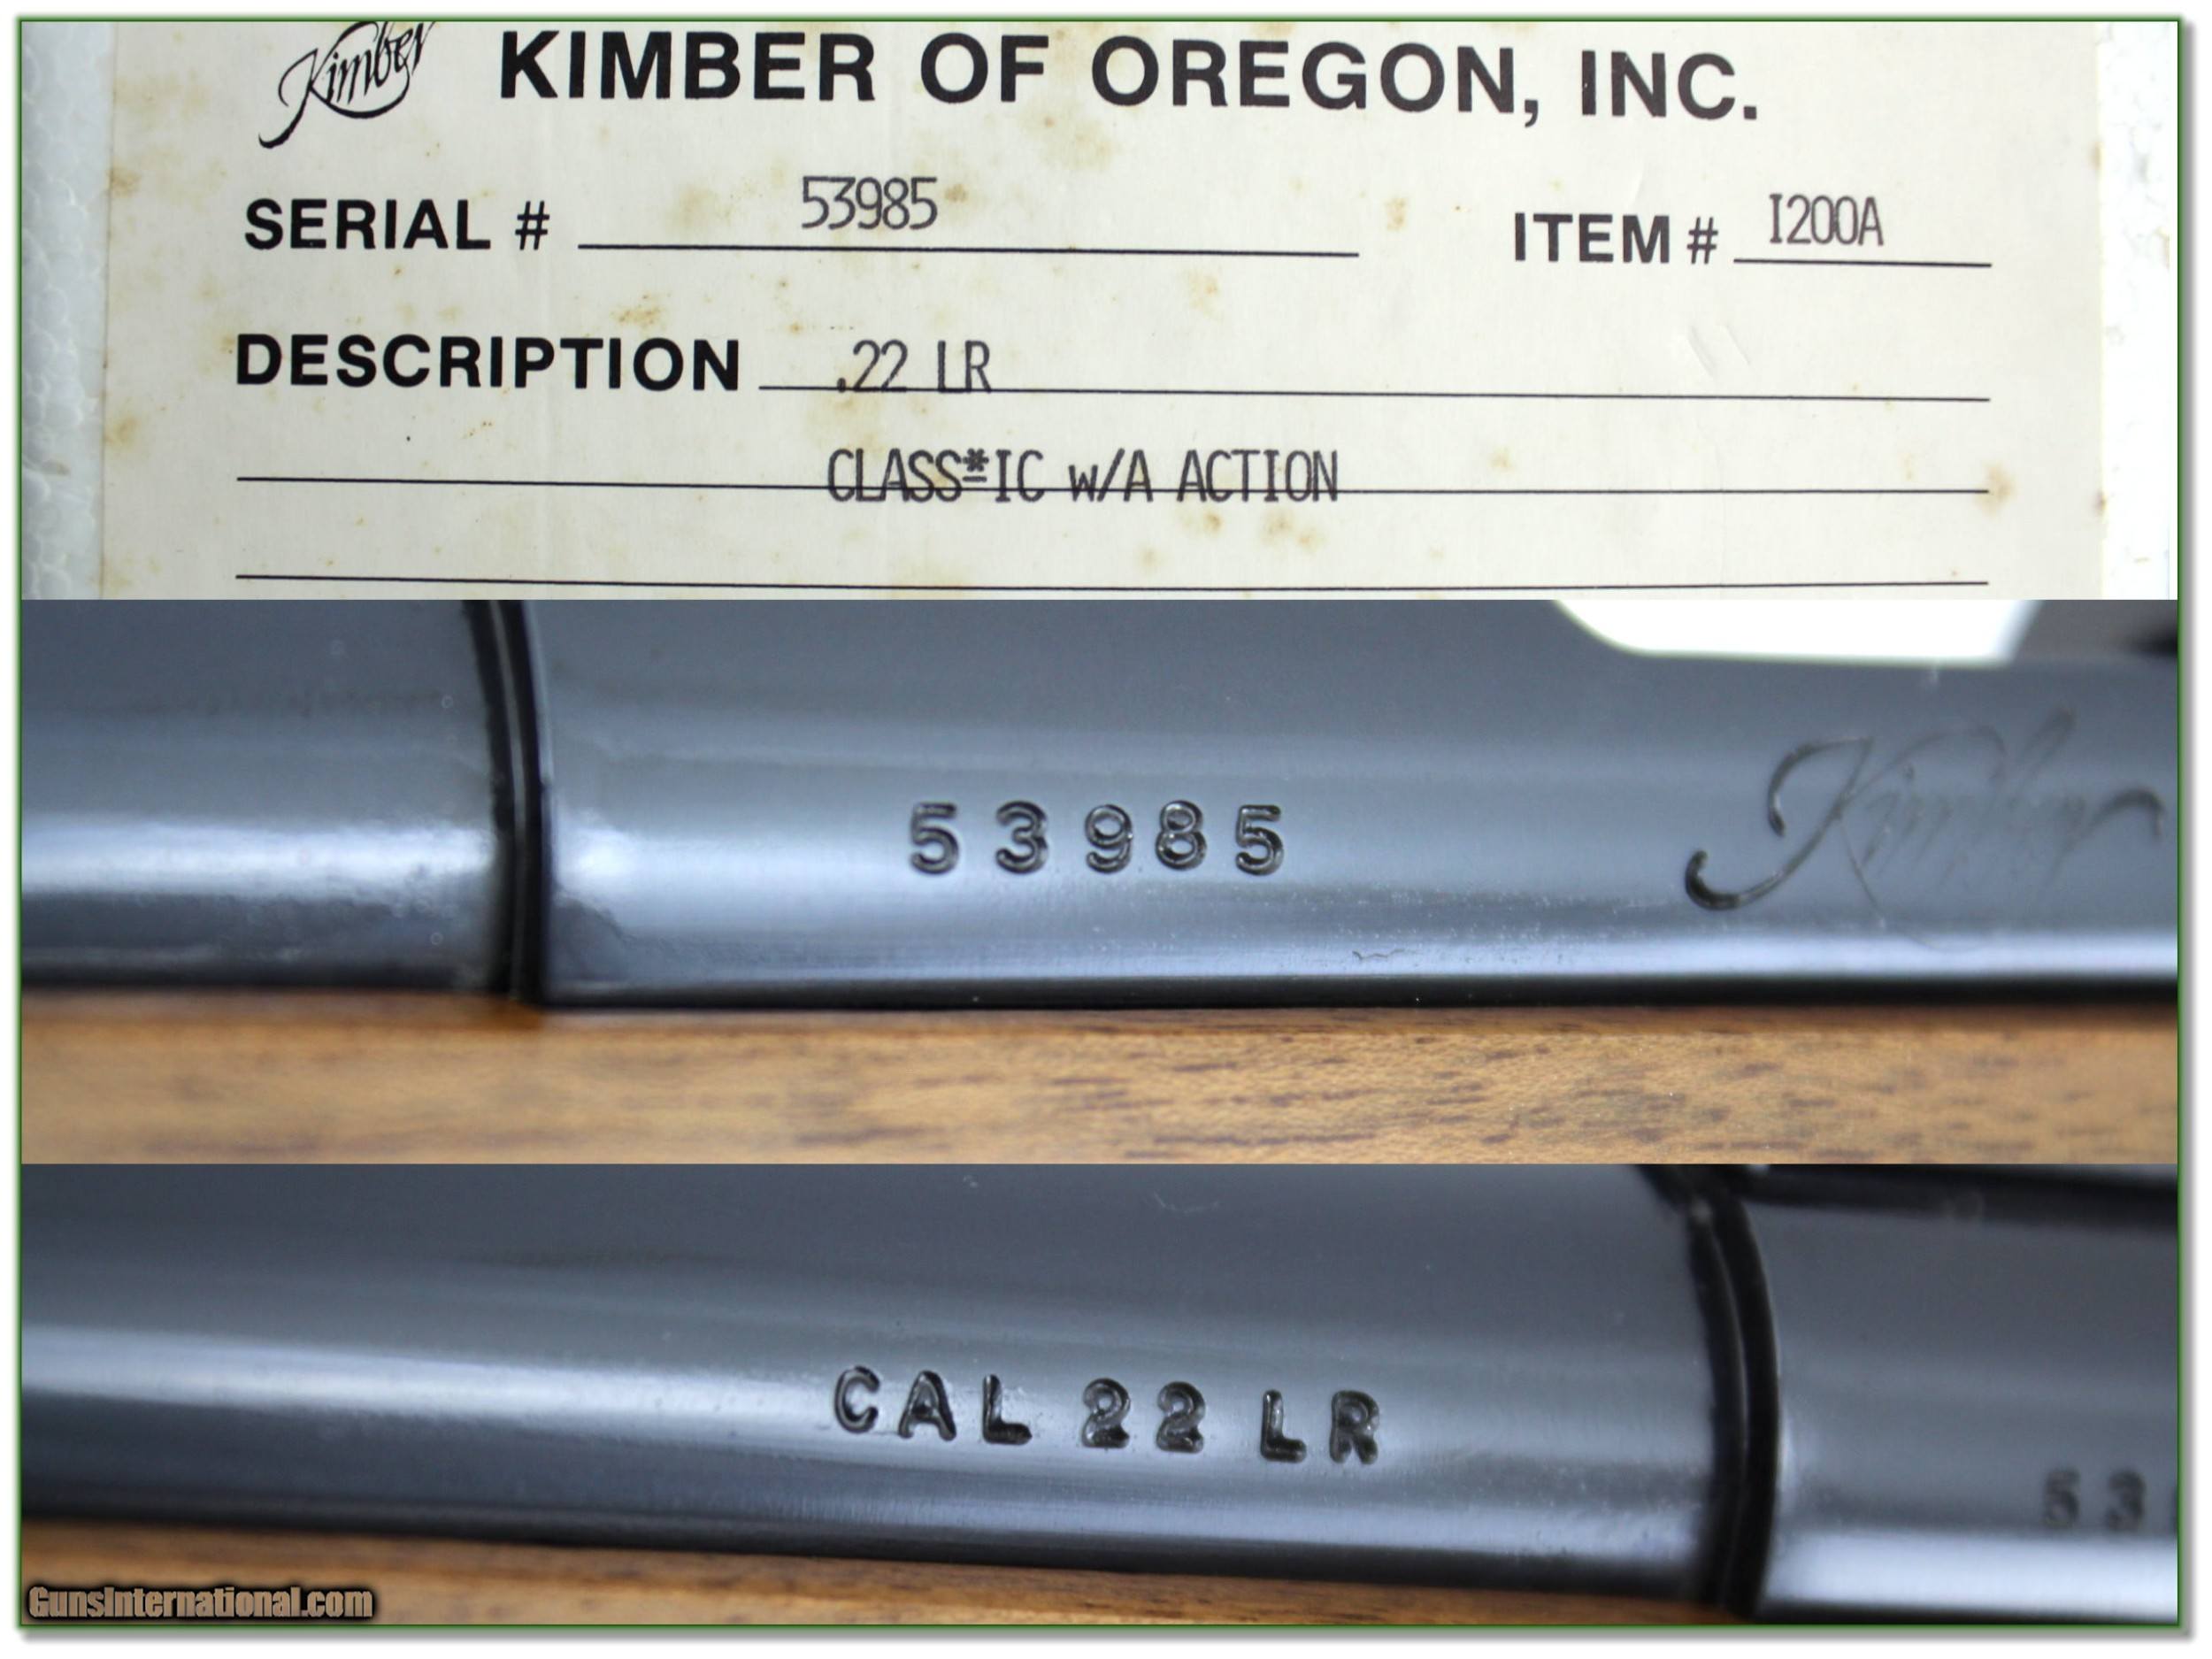 Kimber KIMBER OF OREGON, INC.
SERIAL # 53985 ITEM # I200A
DESCRIPTION .22 LR
CLASS*IC w/A ACTION
53985 Kimber
CAL 22 LR
53
GunsInternational.com